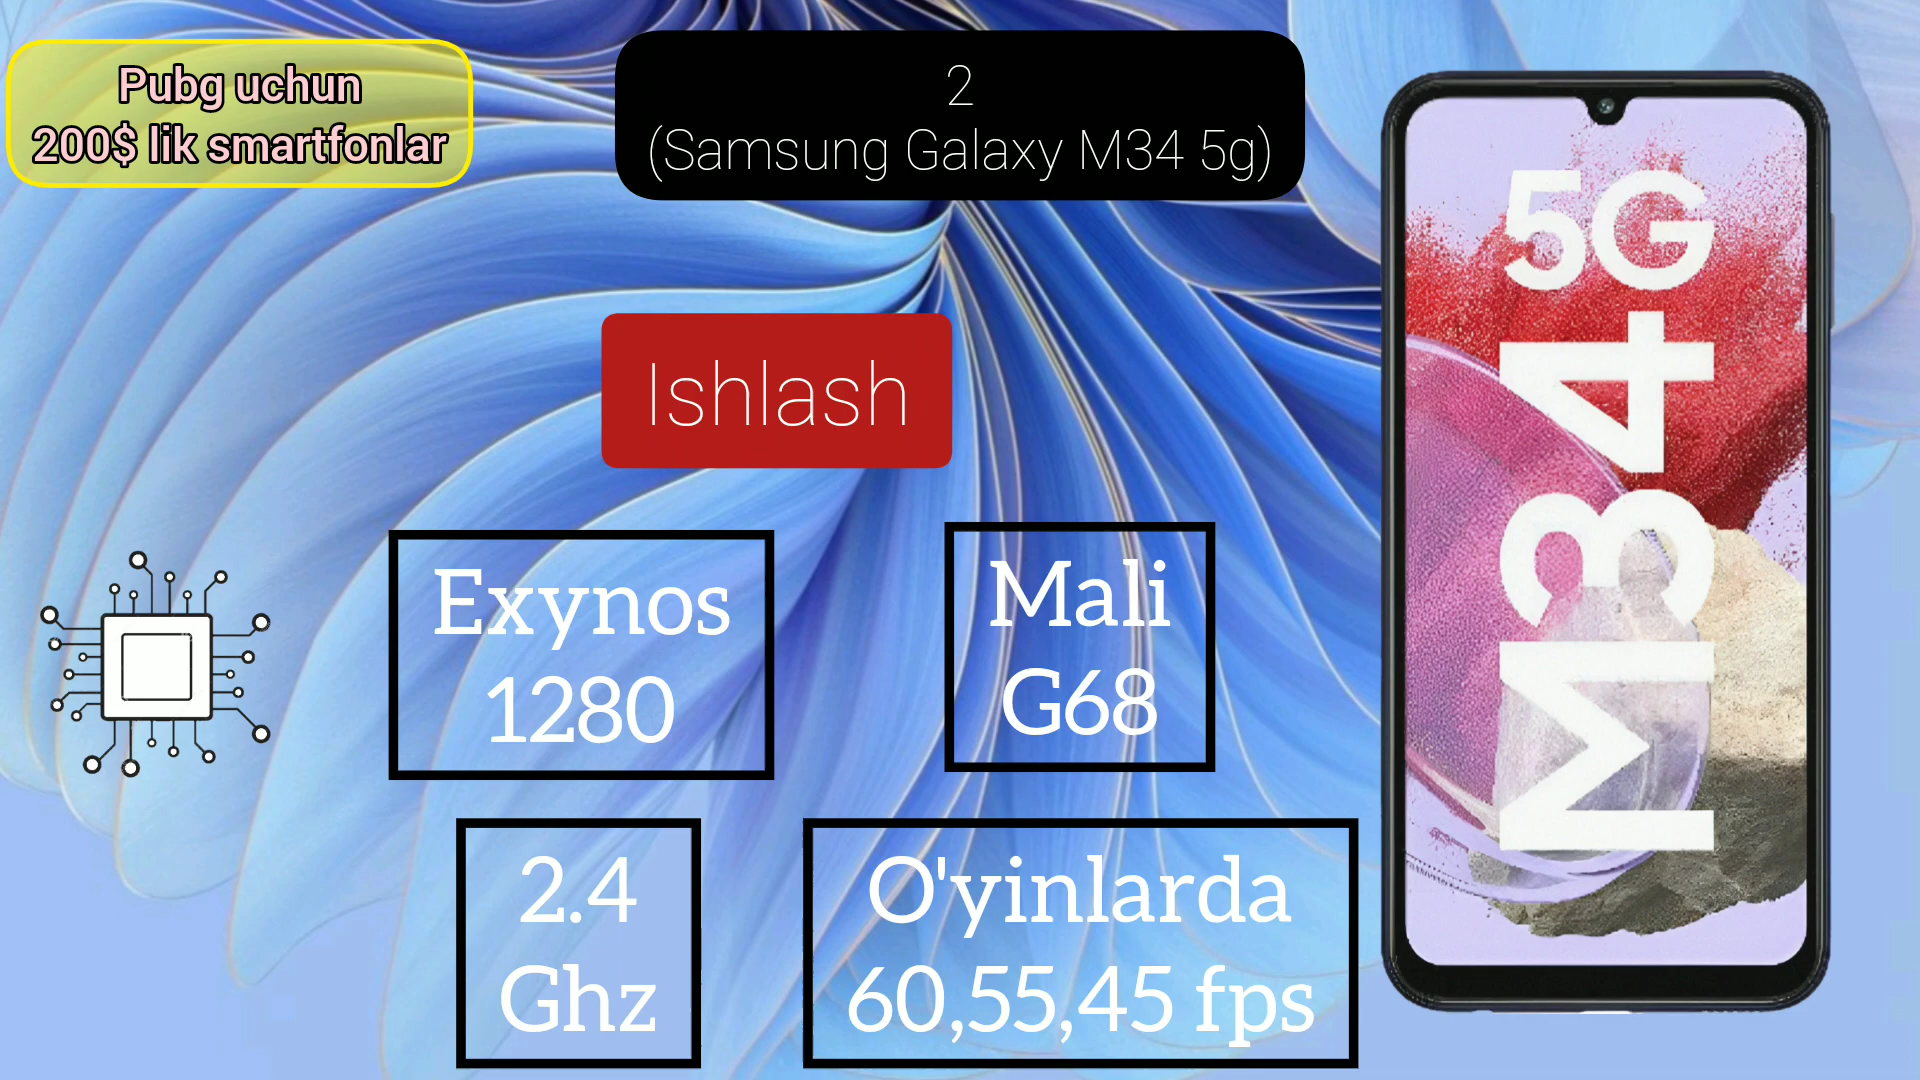 Pubg uchun
200$ lik smartfonlar
2
(Samsung Galaxy M34 5g)
Ishlash
Exynos
1280
Mali
G68
2.4
Ghz
O'yinlarda
60,55,45 fps
M34 5G